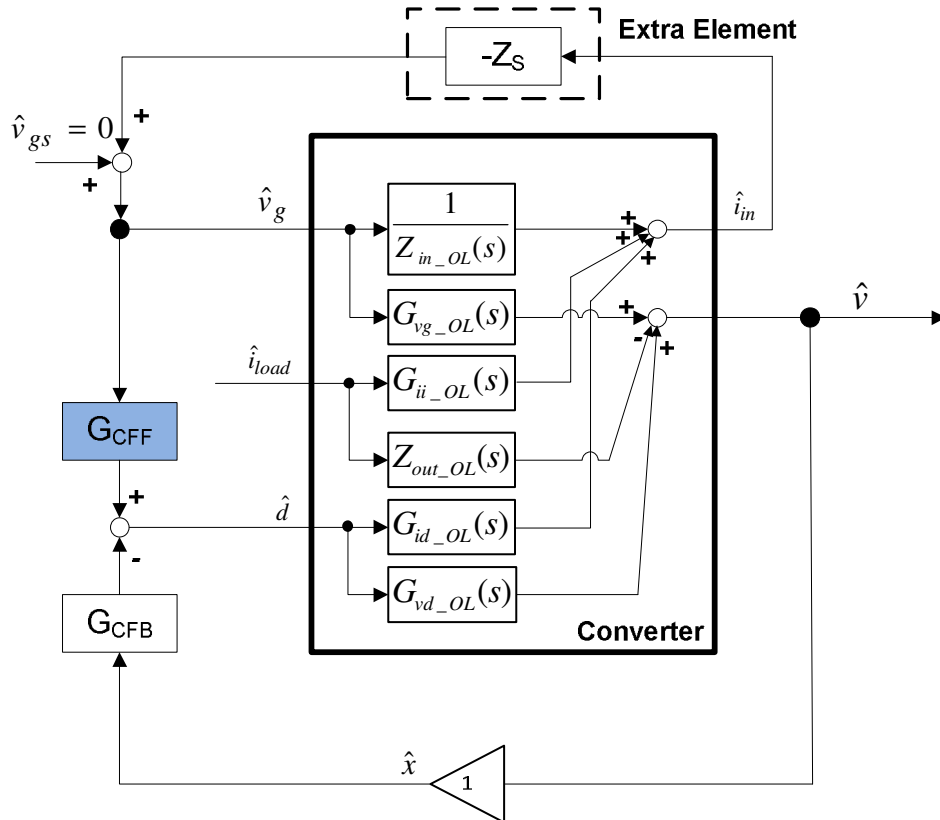 Extra Element
-Z_S
+
v̂_gs = 0
+
v̂_g
1
Z_in_OL(s)
+
+
+
î_in
G_vg_OL(s)
+
-
+
v̂
î_load
G_ii_OL(s)
G_CFF
Z_out_OL(s)
+
d̂
G_id_OL(s)
-
G_vd_OL(s)
G_CFB
Converter
x̂
1